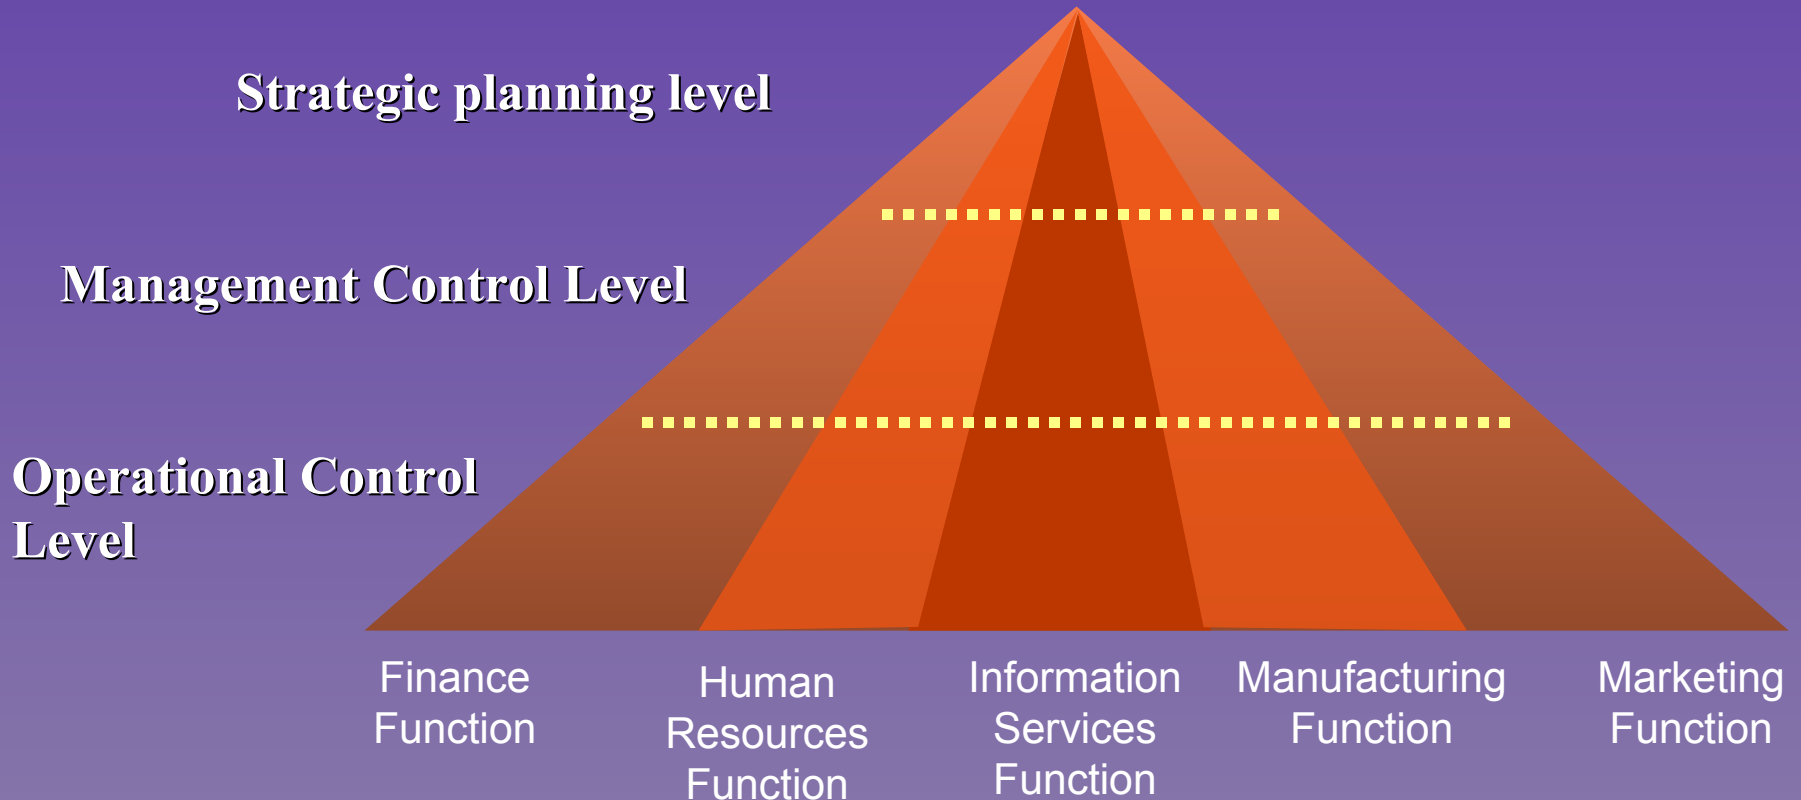 Strategic planning level
Management Control Level
Operational Control
Level
Finance
Function
Human
Resources
Function
Information
Services
Function
Manufacturing
Function
Marketing
Function